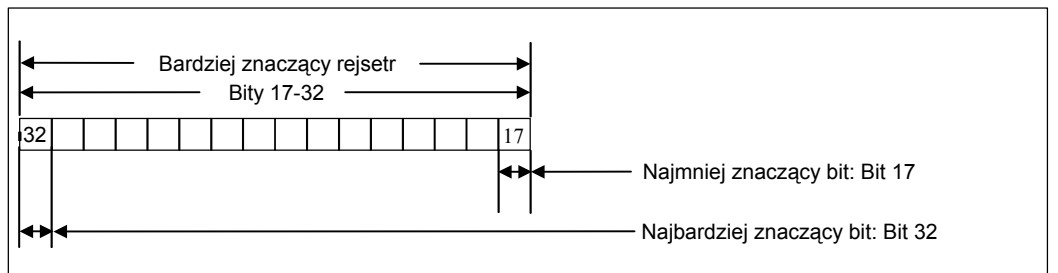 Bardziej znaczący rejsetr
Bity 17-32
32 17
Najmniej znaczący bit: Bit 17
Najbardziej znaczący bit: Bit 32